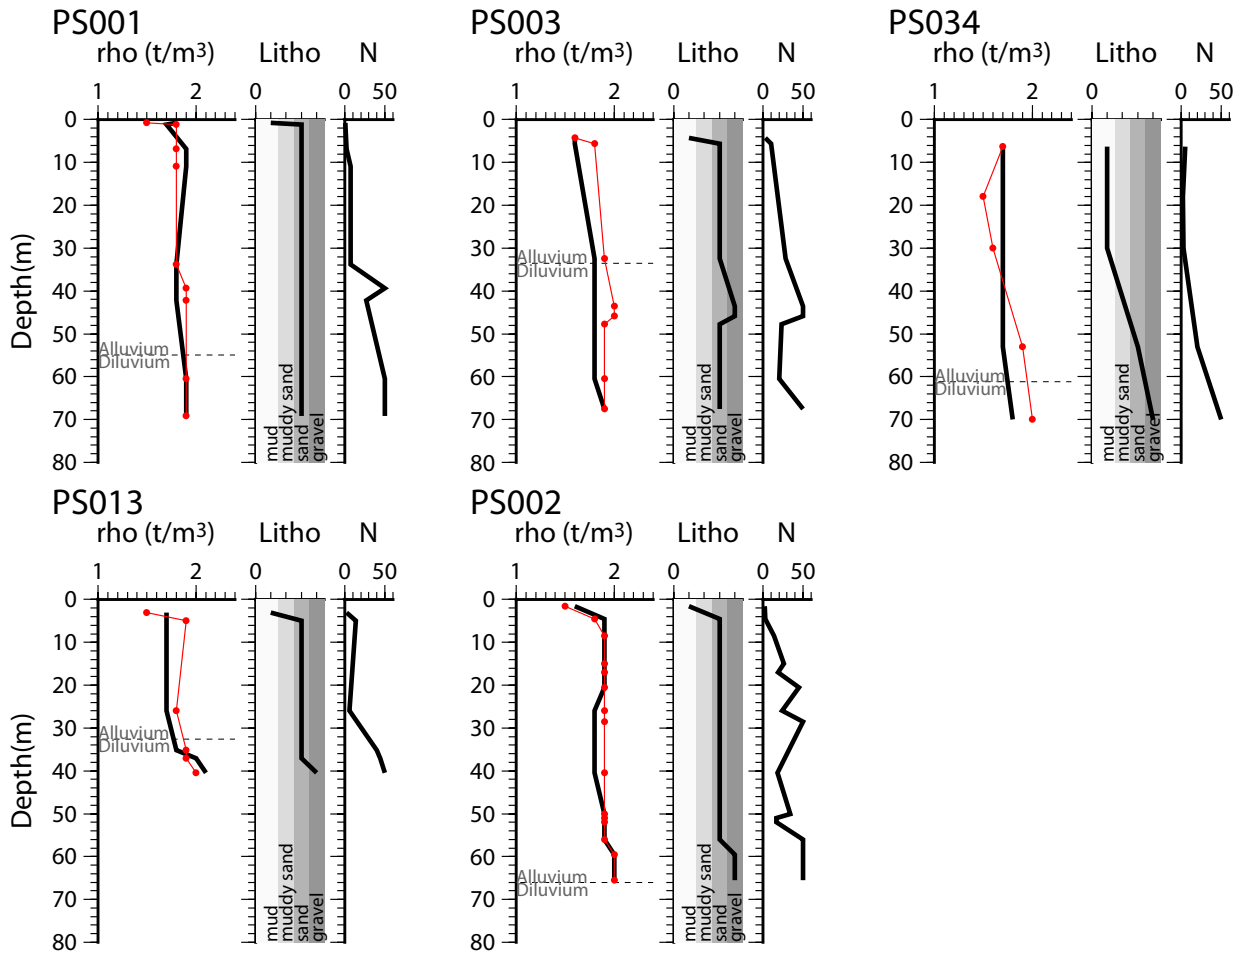 PS001
rho (t/m3)
Litho
N
1
2
0
0
50
0
10
20
30
40
50
60
70
80
Depth(m)
Alluvium
Diluvium
mud
muddy sand
sand
gravel
PS003
rho (t/m3)
Litho
N
1
2
0
0
50
0
10
20
30
40
50
60
70
80
Alluvium
Diluvium
mud
muddy sand
sand
gravel
PS034
rho (t/m3)
Litho
N
1
2
0
0
50
0
10
20
30
40
50
60
70
80
Alluvium
Diluvium
mud
muddy sand
sand
gravel
PS013
rho (t/m3)
Litho
N
1
2
0
0
50
0
10
20
30
40
50
60
70
80
Depth(m)
Alluvium
Diluvium
mud
muddy sand
sand
gravel
PS002
rho (t/m3)
Litho
N
1
2
0
0
50
0
10
20
30
40
50
60
70
80
Alluvium
Diluvium
mud
muddy sand
sand
gravel